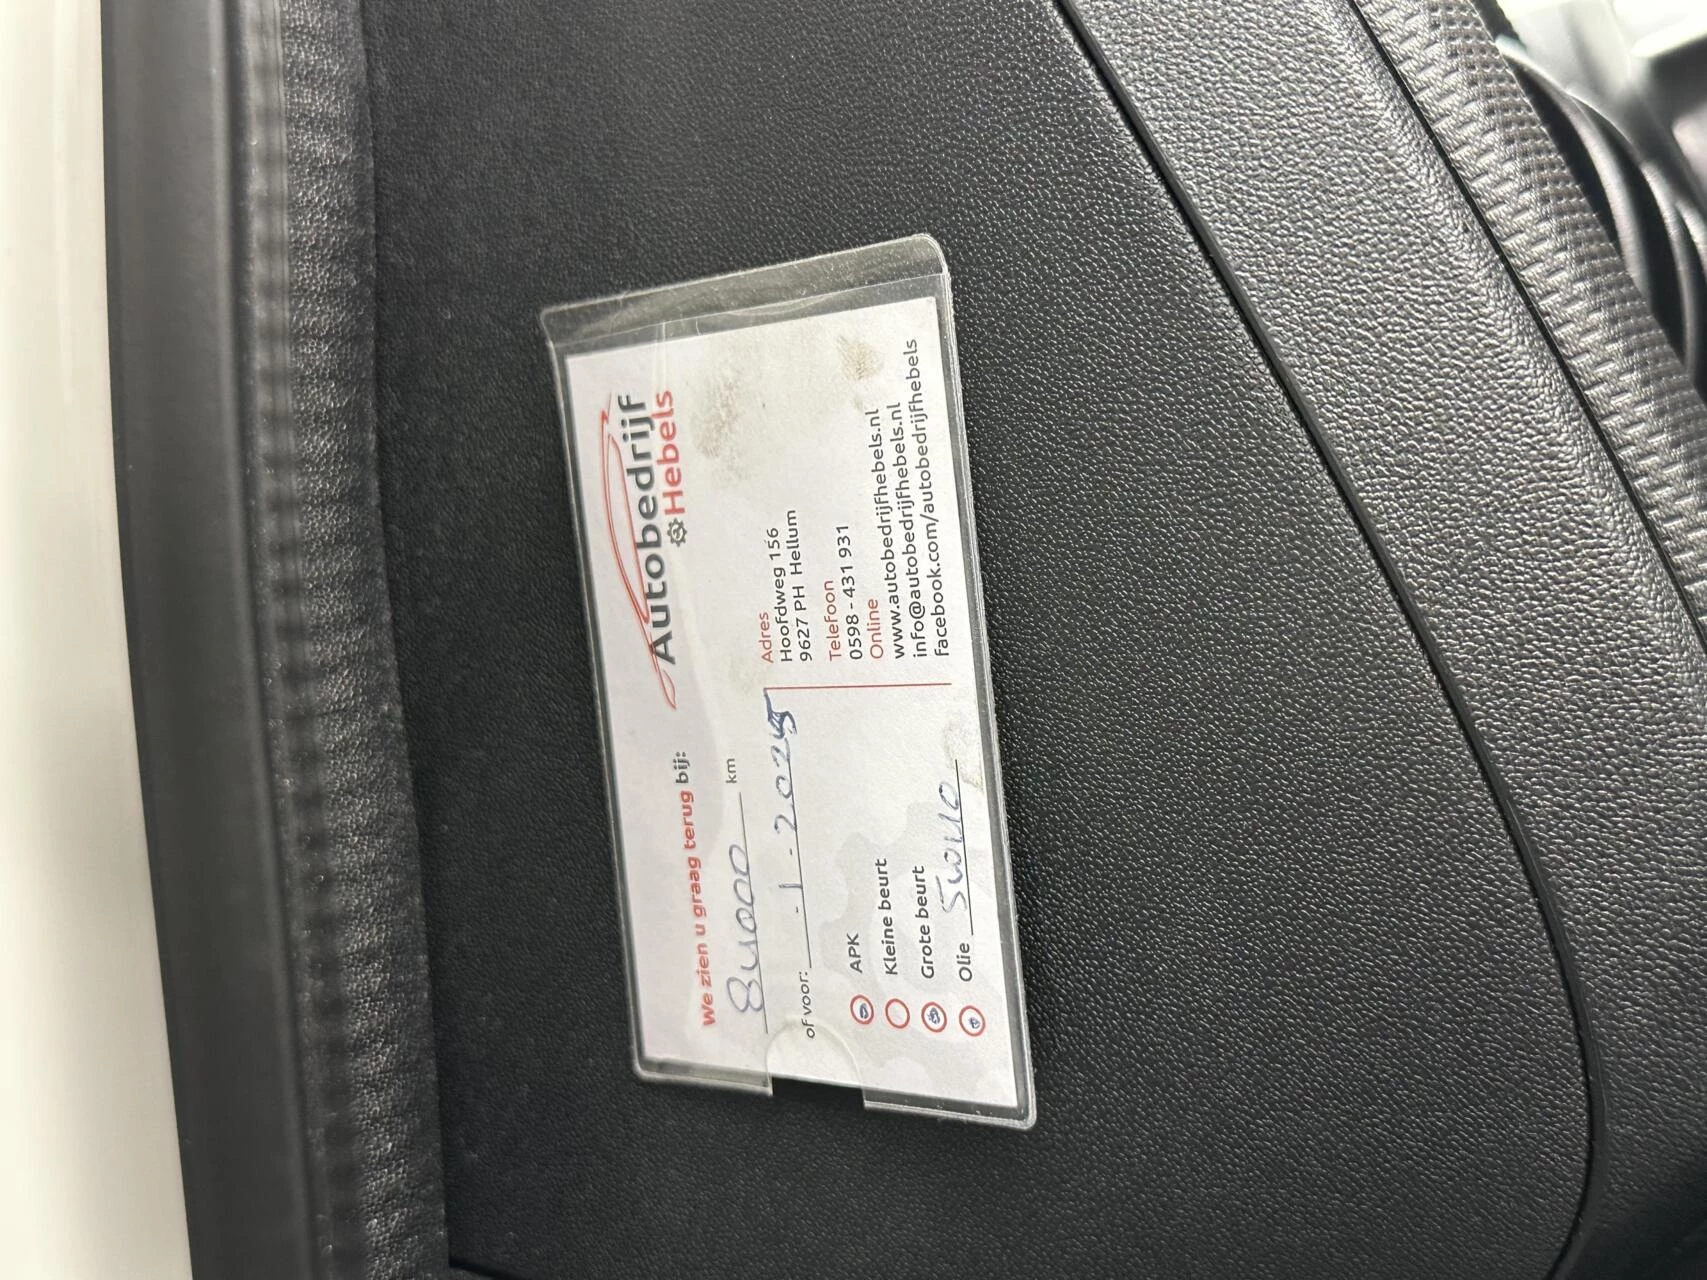 Autobedrijf
Hebels
We zien u graag terug bij:
84000 km
of voor: - 1 - 2025
APK
Kleine beurt
Grote beurt
Olie 5w40
Adres
Hoofdweg 156
9627 PH Hellum
Telefoon
0598 - 431 931
Online
www.autobedrijfhebels.nl
info@autobedrijfhebels.nl
facebook.com/autobedrijfhebels